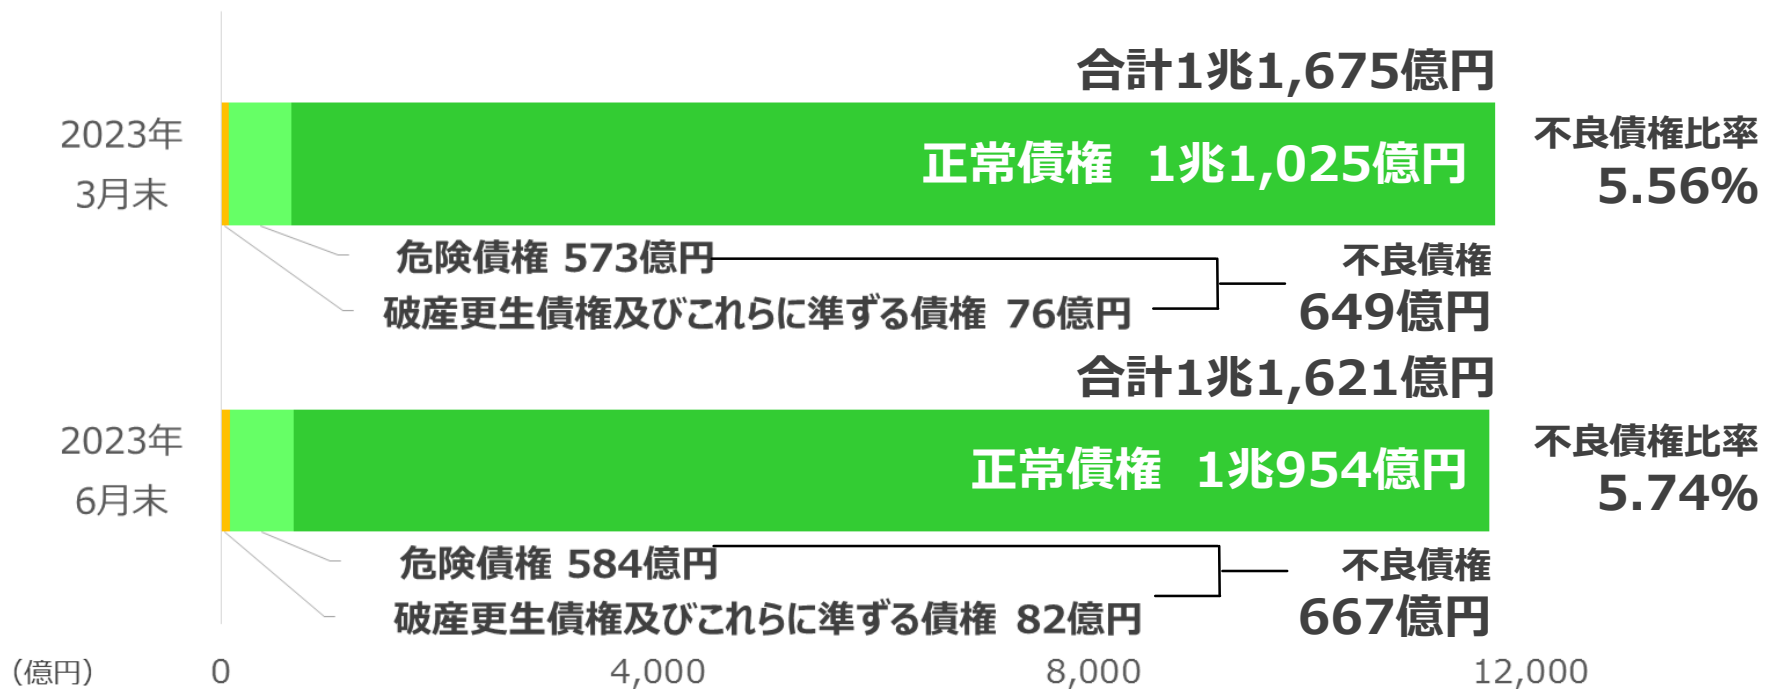 合計1兆1,675億円
2023年
3月末
正常債権 1兆1,025億円
不良債権比率
5.56%
危険債権 573億円
破産更生債権及びこれらに準ずる債権 76億円
不良債権
649億円
合計1兆1,621億円
2023年
6月末
正常債権 1兆954億円
不良債権比率
5.74%
危険債権 584億円
破産更生債権及びこれらに準ずる債権 82億円
不良債権
667億円
(億円) 0 4,000 8,000 12,000